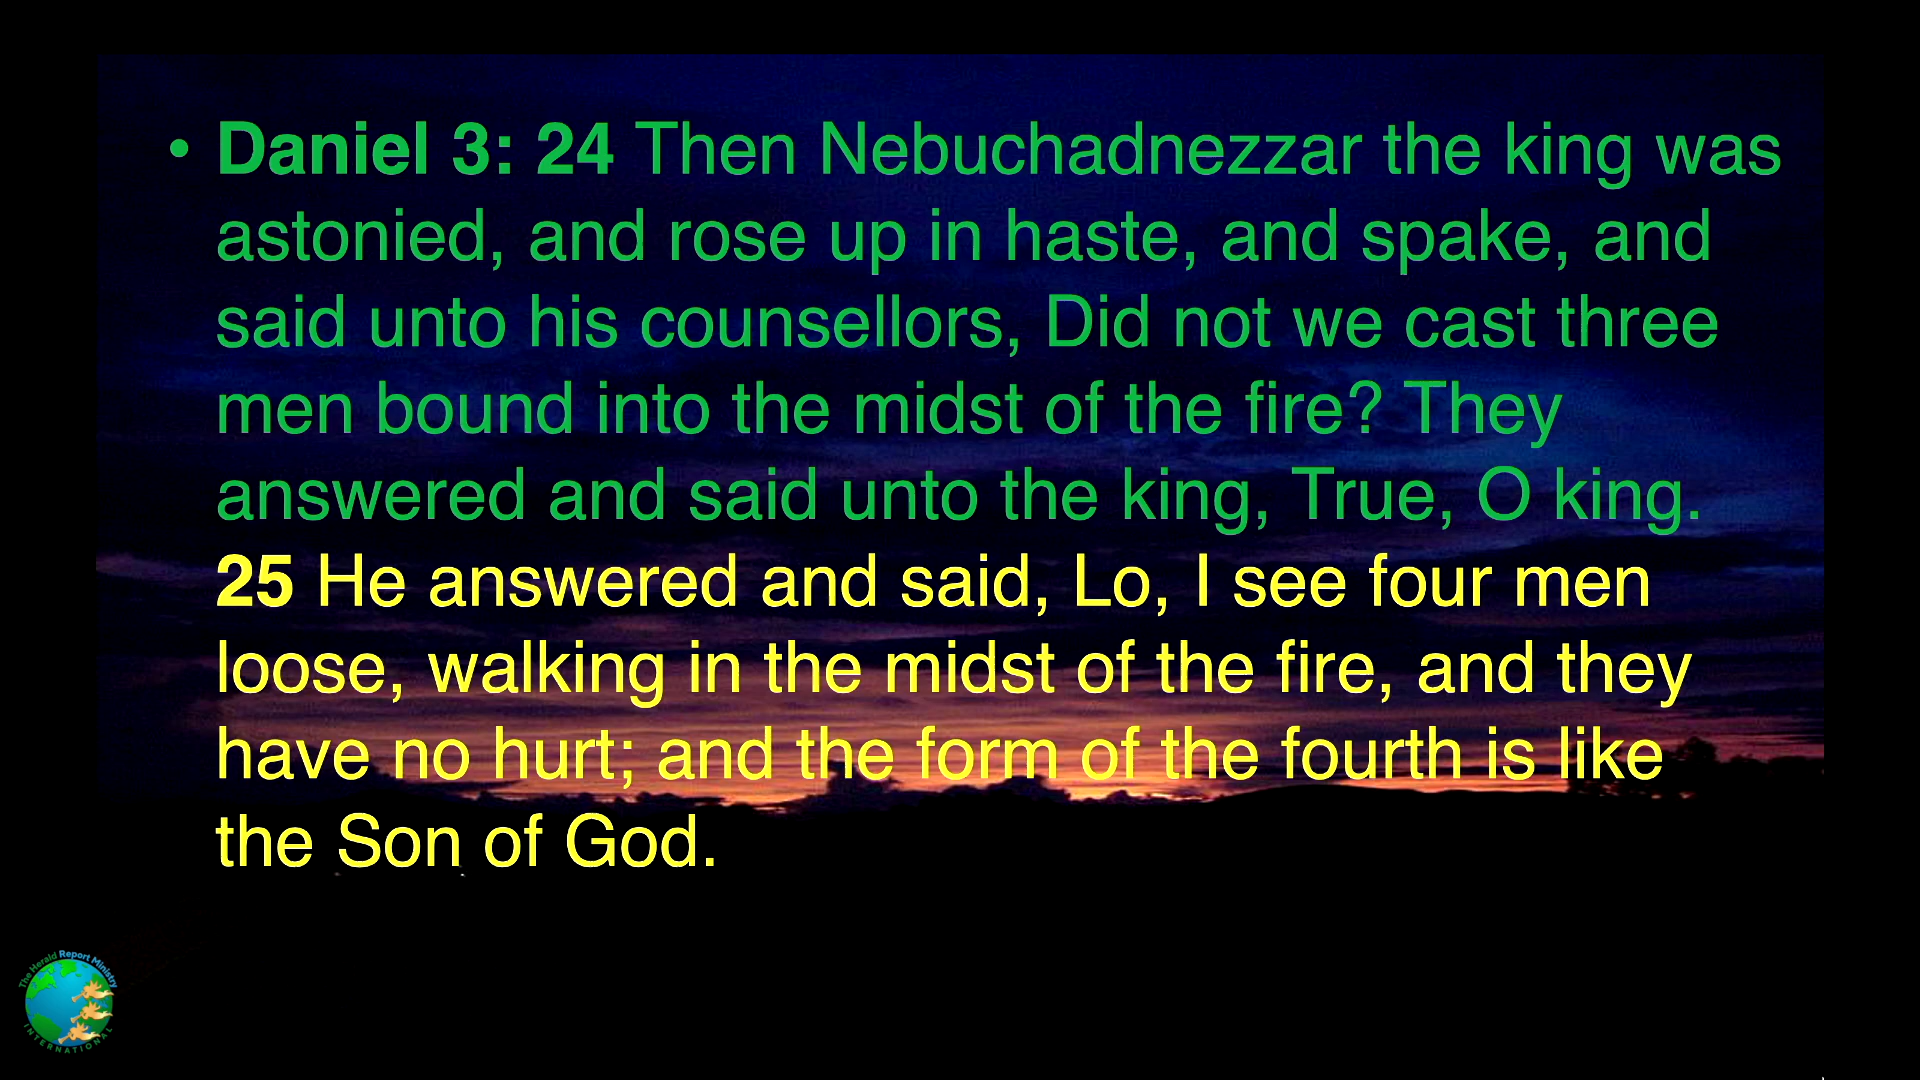 • Daniel 3: 24 Then Nebuchadnezzar the king was
astonied, and rose up in haste, and spake, and
said unto his counsellors, Did not we cast three
men bound into the midst of the fire? They
answered and said unto the king, True, O king.
25 He answered and said, Lo, I see four men
loose, walking in the midst of the fire, and they
have no hurt; and the form of the fourth is like
the Son of God.
The Herald Report Ministry
INTERNATIONAL